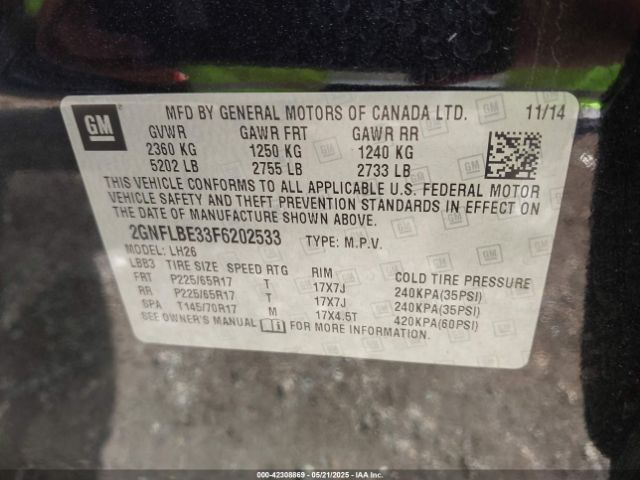 GM
MFD BY GENERAL MOTORS OF CANADA LTD. 11/14
GVWR GAWR FRT GAWR RR
2360 KG 1250 KG 1240 KG
5202 LB 2755 LB 2733 LB
THIS VEHICLE CONFORMS TO ALL APPLICABLE U.S. FEDERAL MOTOR
VEHICLE SAFETY AND THEFT PREVENTION STANDARDS IN EFFECT ON
THE DATE OF MANUFACTURE SHOWN ABOVE.
2GNFLBE33F6202533 TYPE: M.P.V.
MODEL: LH26
LBB3 TIRE SIZE SPEED RTG RIM COLD TIRE PRESSURE
FRT P225/65R17 T 17X7J 240KPA(35PSI)
RR P225/65R17 T 17X7J 240KPA(35PSI)
SPA T145/70R17 M 17X4.5T 420KPA(60PSI)
SEE OWNER'S MANUAL FOR MORE INFORMATION.
000-42308869 - 05/21/2025 - IAAI.COM